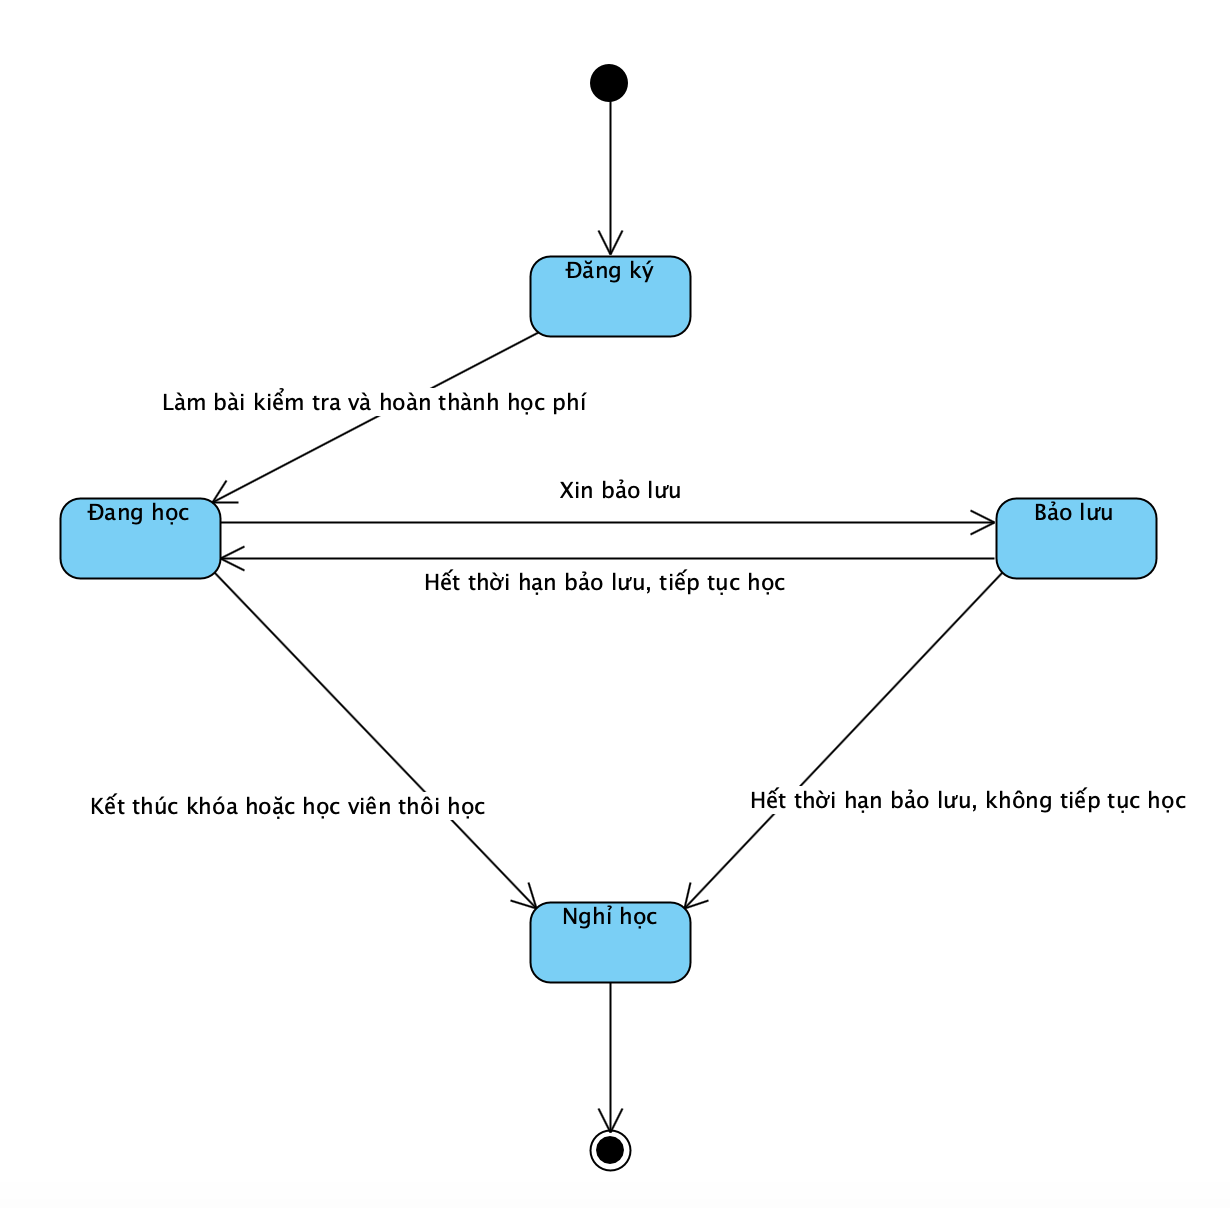 Đăng ký
Làm bài kiểm tra và hoàn thành học phí
Xin bảo lưu
Đang học
Bảo lưu
Hết thời hạn bảo lưu, tiếp tục học
Kết thúc khóa hoặc học viên thôi học
Hết thời hạn bảo lưu, không tiếp tục học
Nghỉ học